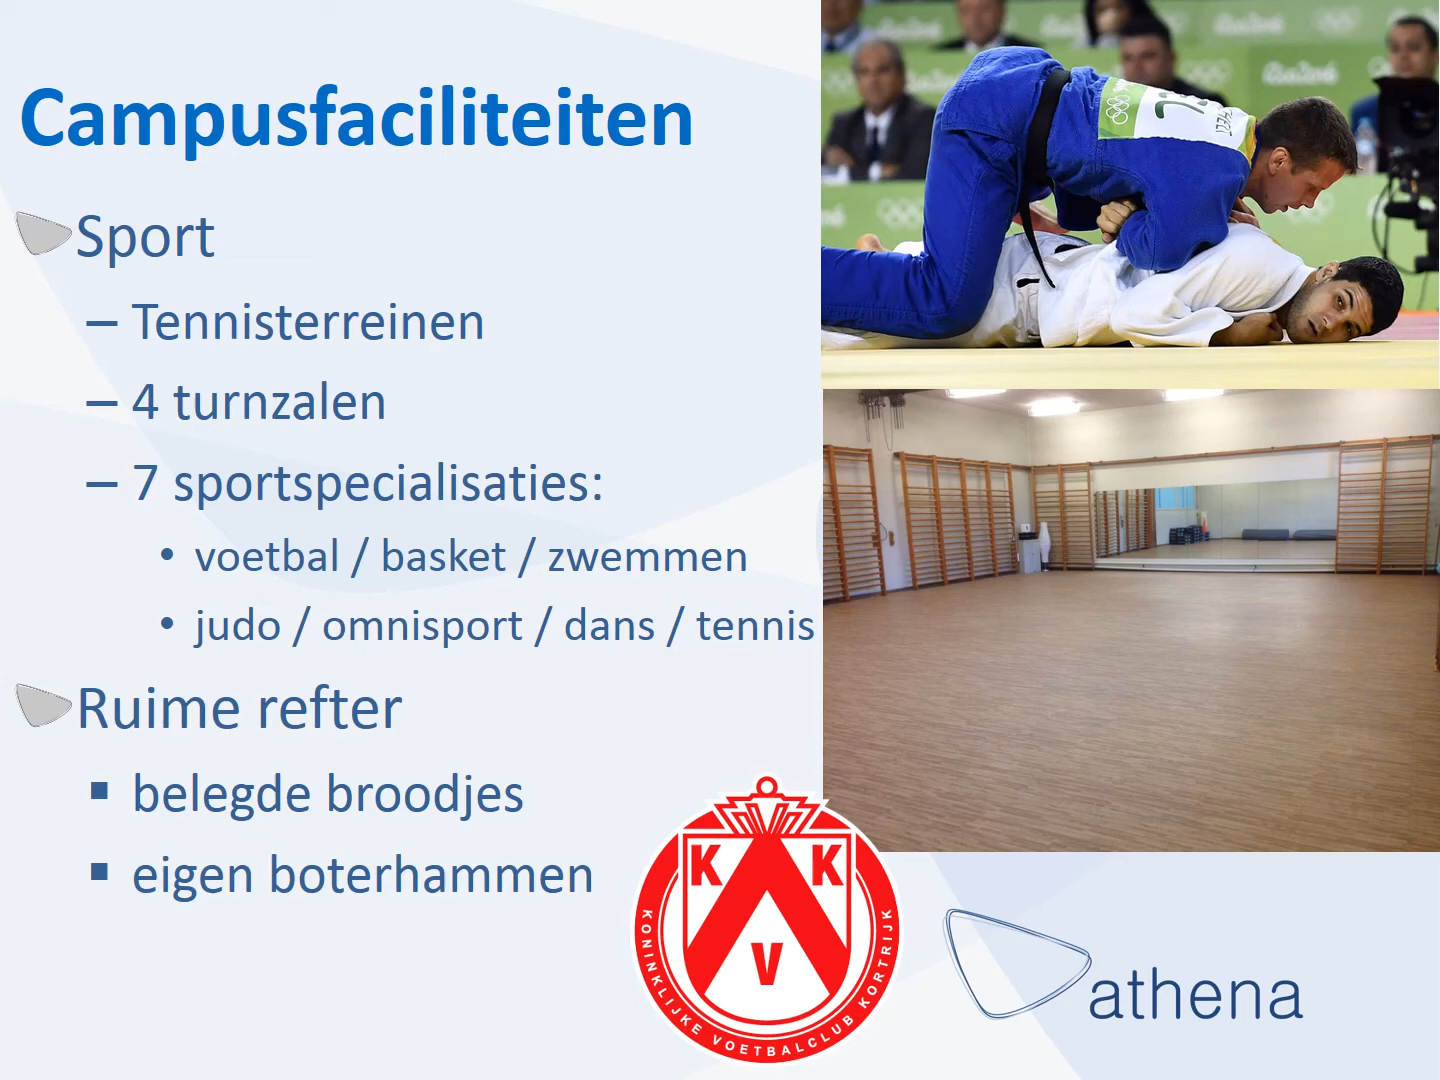 Campusfaciliteiten
Sport
– Tennisterreinen
– 4 turnzalen
– 7 sportspecialisaties:
• voetbal / basket / zwemmen
• judo / omnisport / dans / tennis
Ruime refter
▪ belegde broodjes
▪ eigen boterhammen
K K
V
KONINKLIJKE VOETBALCLUB KORTRIJK
athena